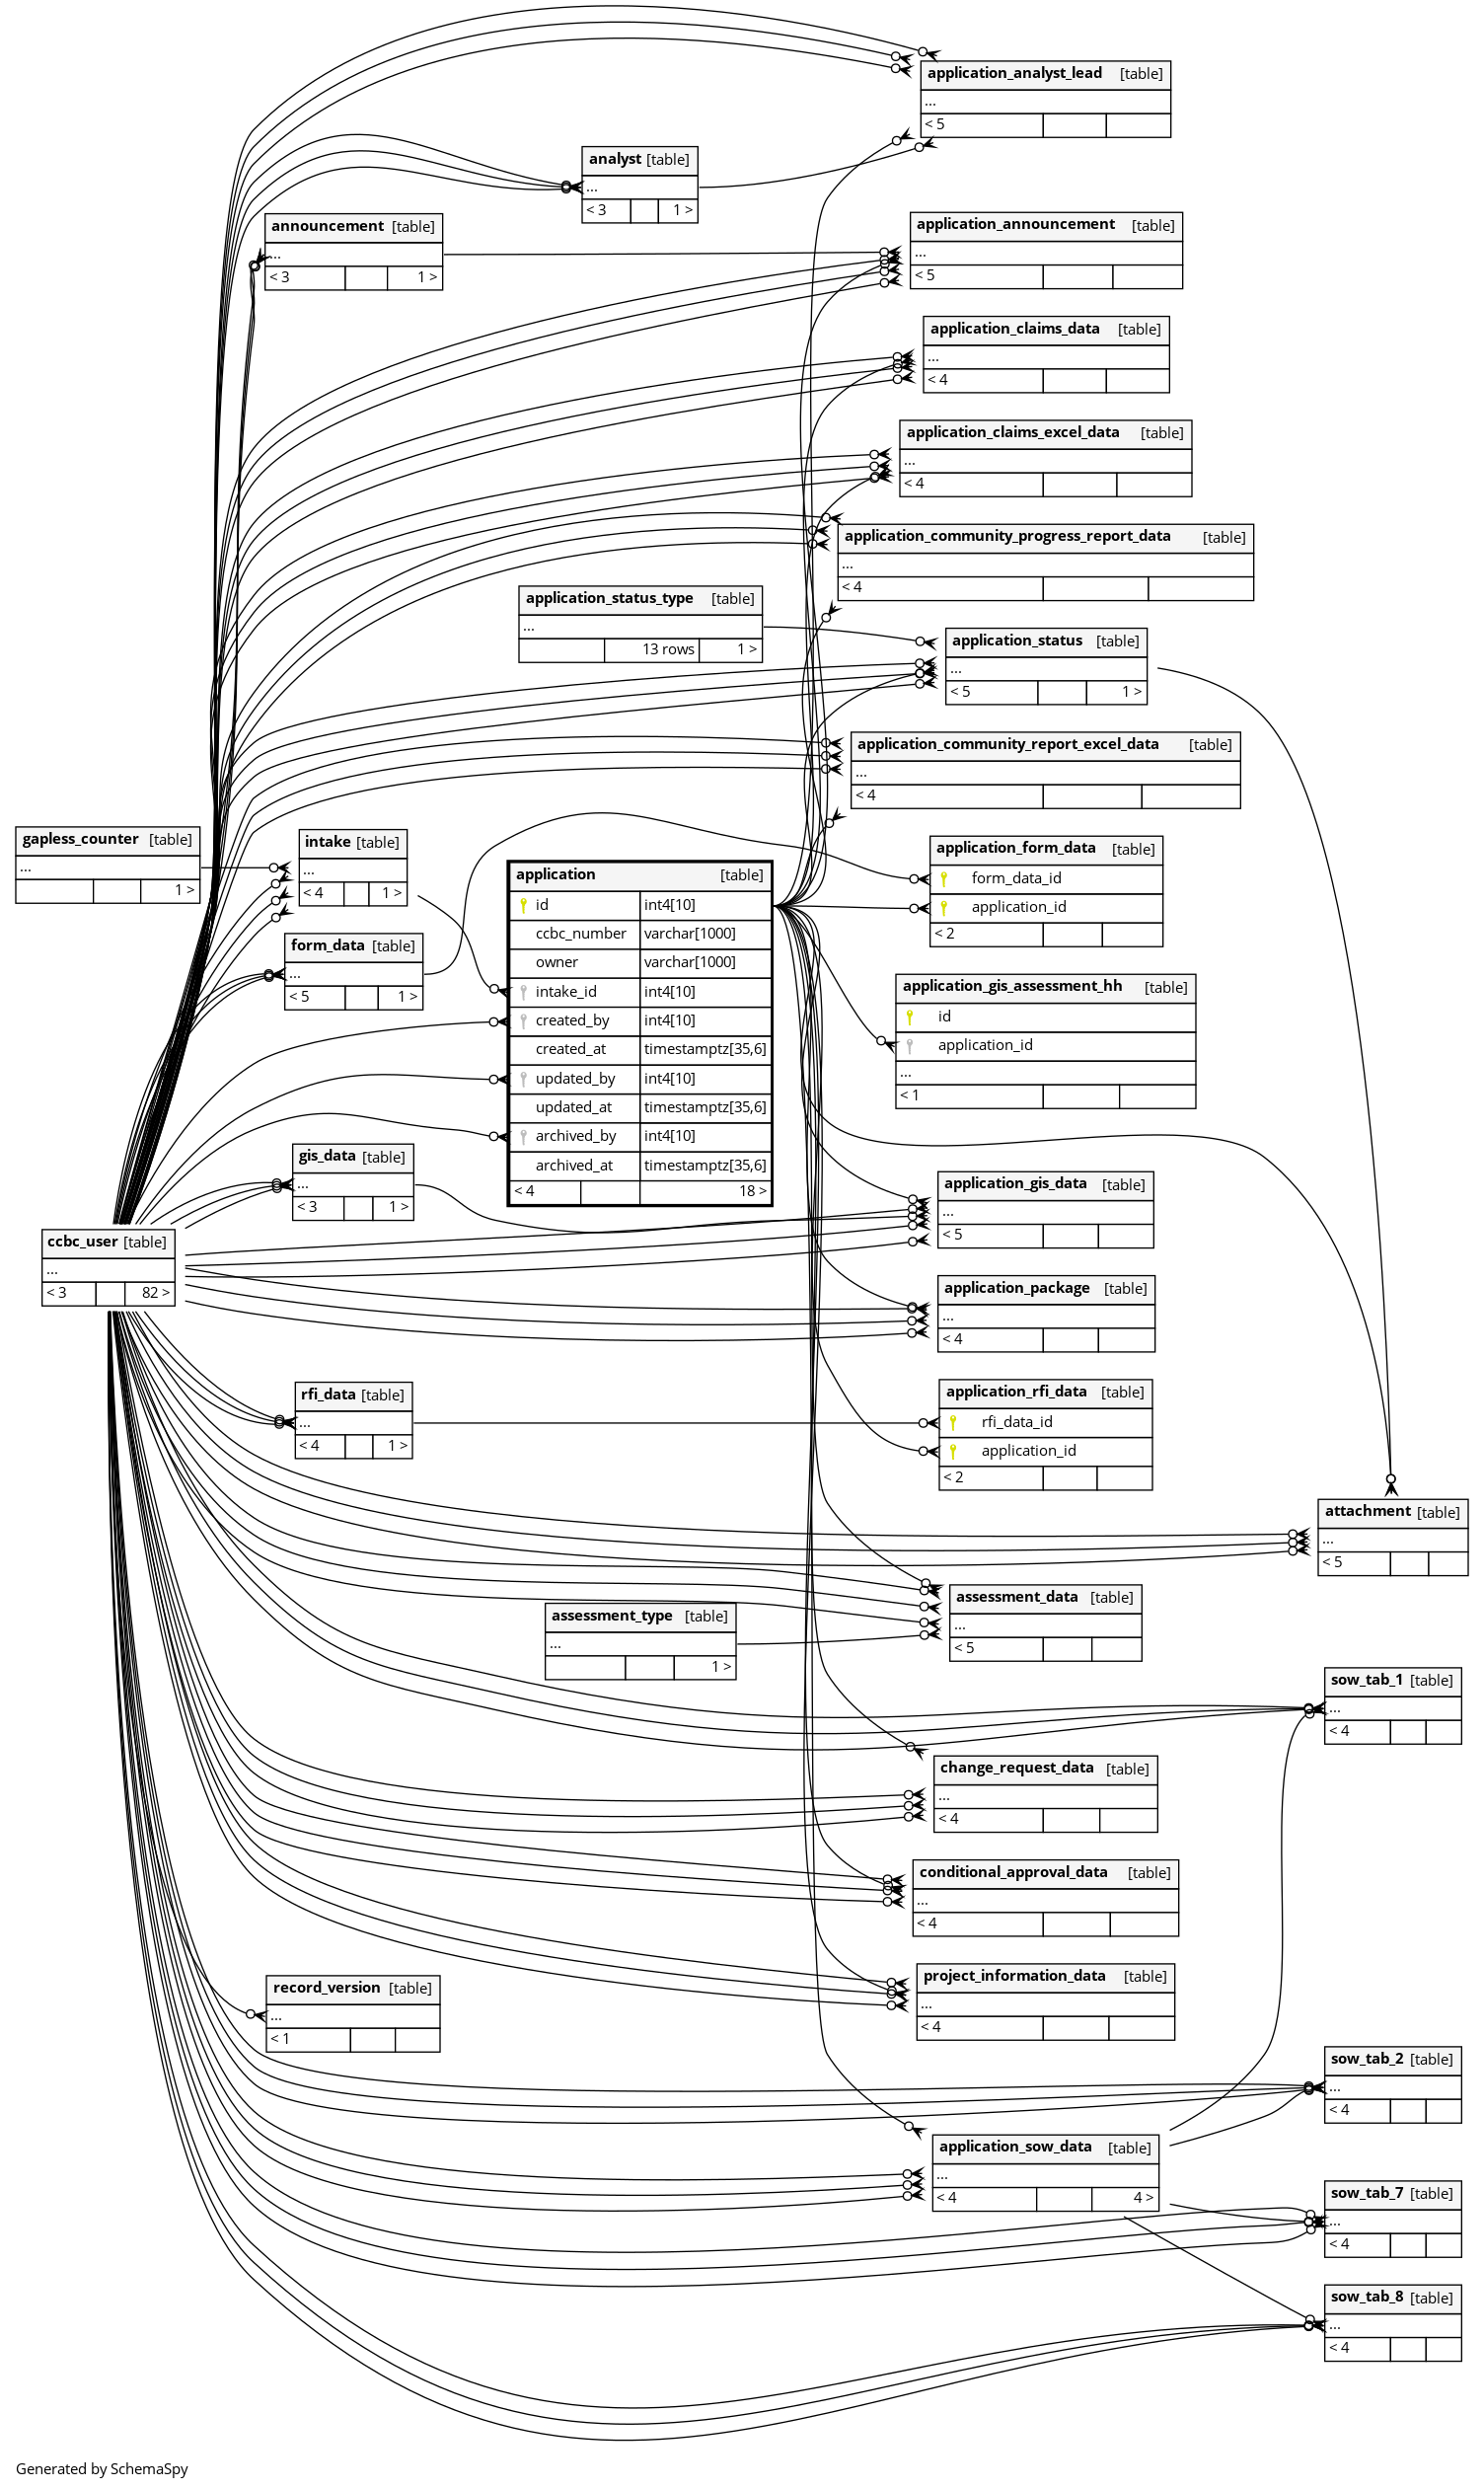 application_analyst_lead [table]
...
< 5
analyst [table]
...
< 3 1 >
announcement [table]
...
< 3 1 >
application_announcement [table]
...
< 5
application_claims_data [table]
...
< 4
application_claims_excel_data [table]
...
< 4
application_community_progress_report_data [table]
...
< 4
application_status_type [table]
...
13 rows 1 >
application_status [table]
...
< 5 1 >
application_community_report_excel_data [table]
...
< 4
gapless_counter [table]
...
1 >
intake [table]
...
< 4 1 >
form_data [table]
...
< 5 1 >
application [table]
id int4[10]
ccbc_number varchar[1000]
owner varchar[1000]
intake_id int4[10]
created_by int4[10]
created_at timestamptz[35,6]
updated_by int4[10]
updated_at timestamptz[35,6]
archived_by int4[10]
archived_at timestamptz[35,6]
< 4 18 >
application_form_data [table]
form_data_id
application_id
< 2
application_gis_assessment_hh [table]
id
application_id
...
< 1
gis_data [table]
...
< 3 1 >
application_gis_data [table]
...
< 5
ccbc_user [table]
...
< 3 82 >
application_package [table]
...
< 4
rfi_data [table]
...
< 4 1 >
application_rfi_data [table]
rfi_data_id
application_id
< 2
attachment [table]
...
< 5
assessment_data [table]
...
< 5
assessment_type [table]
...
1 >
sow_tab_1 [table]
...
< 4
change_request_data [table]
...
< 4
conditional_approval_data [table]
...
< 4
project_information_data [table]
...
< 4
record_version [table]
...
< 1
sow_tab_2 [table]
...
< 4
application_sow_data [table]
...
< 4 4 >
sow_tab_7 [table]
...
< 4
sow_tab_8 [table]
...
< 4
Generated by SchemaSpy